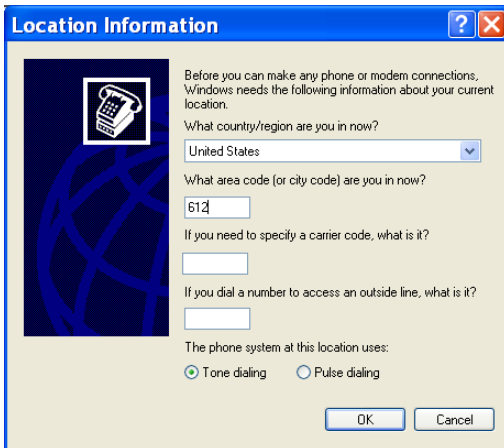 Location Information
Before you can make any phone or modem connections,
Windows needs the following information about your current
location.
What country/region are you in now?
United States
What area code (or city code) are you in now?
612
If you need to specify a carrier code, what is it?
If you dial a number to access an outside line, what is it?
The phone system at this location uses:
Tone dialing Pulse dialing
OK Cancel